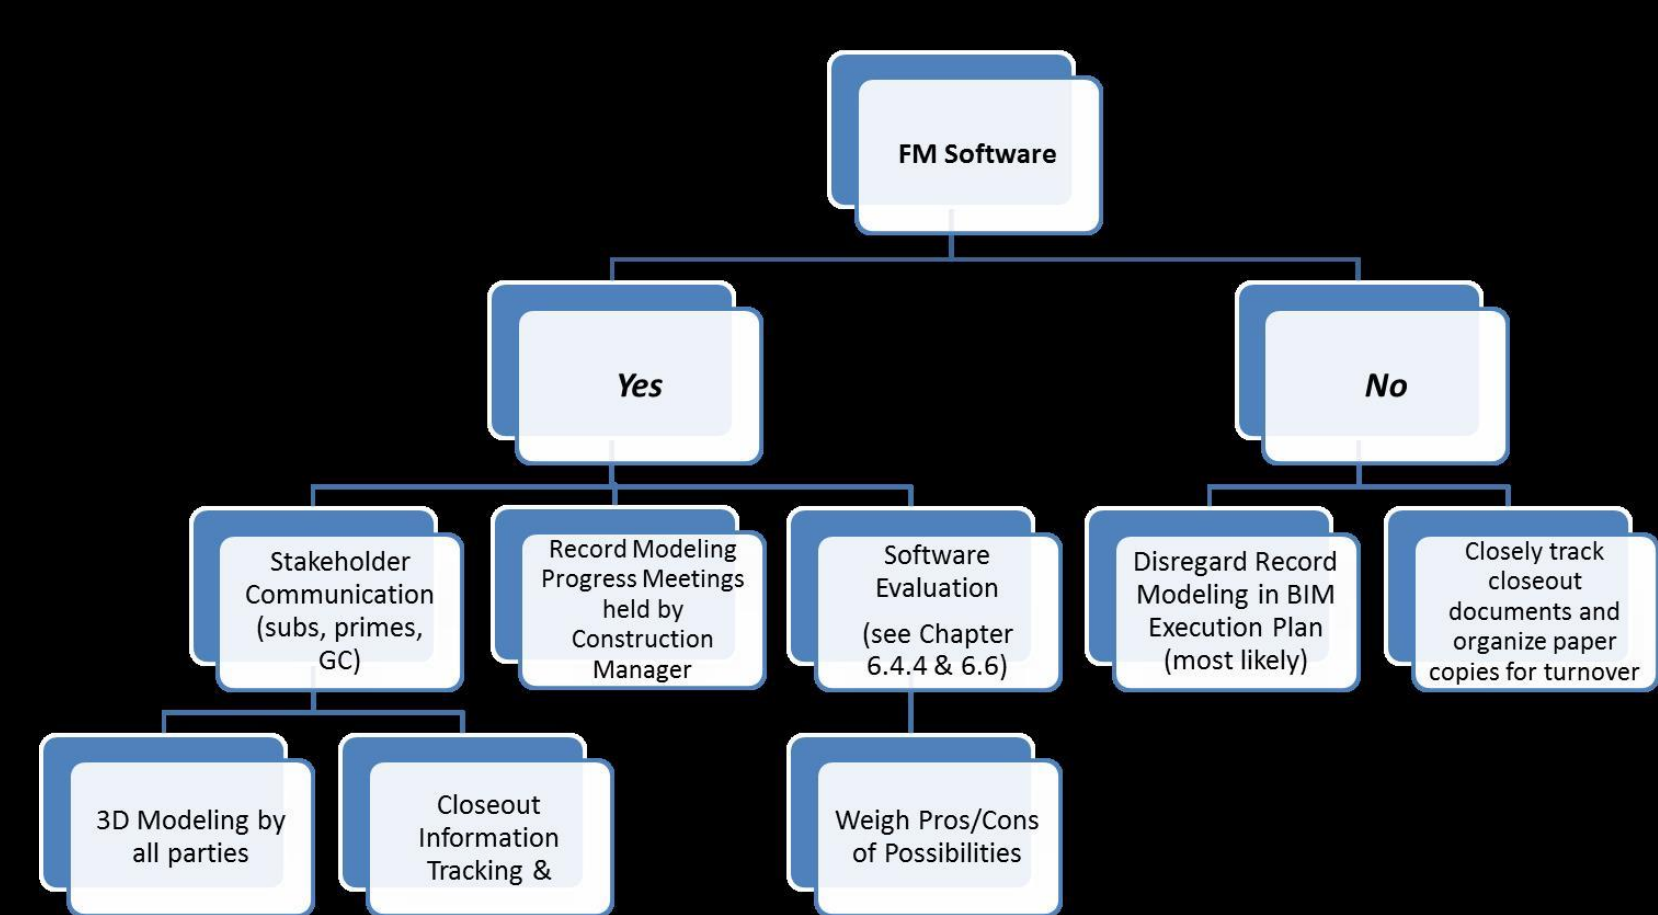 FM Software
Yes
No
Stakeholder
Communication
(subs, primes,
GC)
Record Modeling
Progress Meetings
held by
Construction
Manager
Software
Evaluation
(see Chapter
6.4.4 & 6.6)
Disregard Record
Modeling in BIM
Execution Plan
(most likely)
Closely track
closeout
documents and
organize paper
copies for turnover
3D Modeling by
all parties
Closeout
Information
Tracking &
Weigh Pros/Cons
of Possibilities